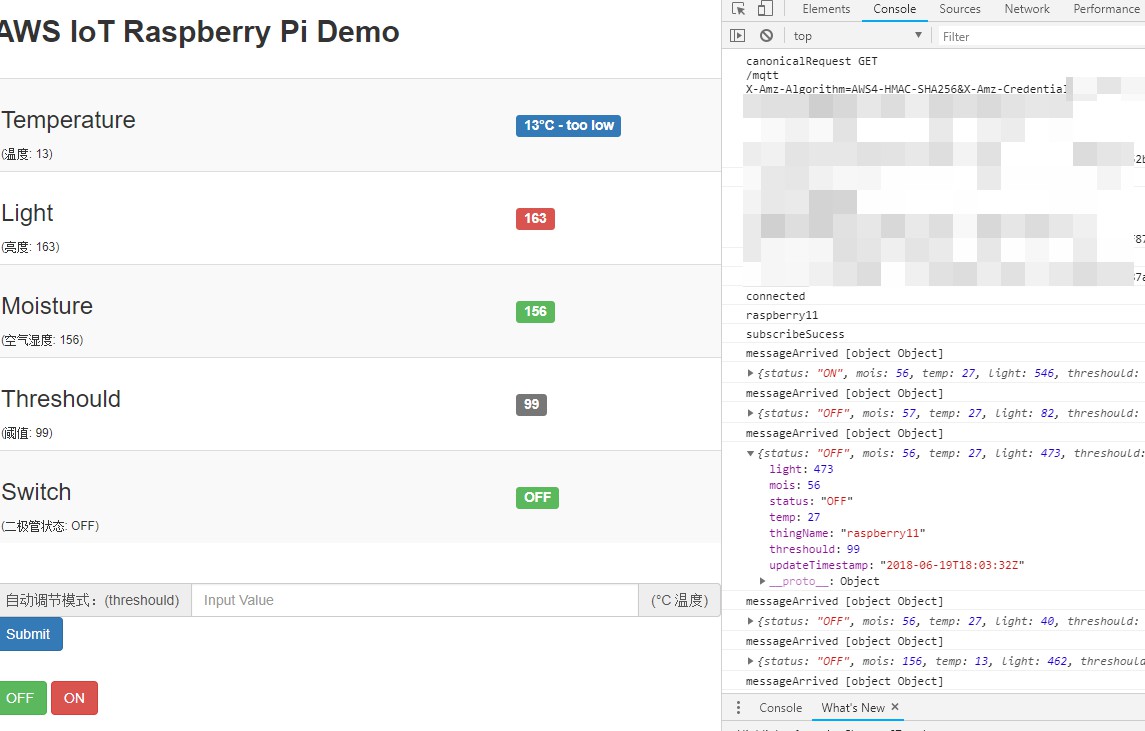 AWS IoT Raspberry Pi Demo
Temperature
13°C - too low
(温度: 13)
Light
163
(亮度: 163)
Moisture
156
(空气湿度: 156)
Threshould
99
(阈值: 99)
Switch
OFF
(二极管状态: OFF)
自动调节模式：(threshould) Input Value (°C 温度)
Submit
OFF ON
Elements Console Sources Network Performance
top Filter
canonicalRequest GET
/mqtt
X-Amz-Algorithm=AWS4-HMAC-SHA256&X-Amz-Credential
connected
raspberry11
subscribeSucess
messageArrived [object Object]
{status: "ON", mois: 56, temp: 27, light: 546, threshould:
messageArrived [object Object]
{status: "OFF", mois: 57, temp: 27, light: 82, threshould:
messageArrived [object Object]
{status: "OFF", mois: 56, temp: 27, light: 473, threshould:
light: 473
mois: 56
status: "OFF"
temp: 27
thingName: "raspberry11"
threshould: 99
updateTimestamp: "2018-06-19T18:03:32Z"
__proto__: Object
messageArrived [object Object]
{status: "OFF", mois: 56, temp: 27, light: 40, threshould:
messageArrived [object Object]
{status: "OFF", mois: 156, temp: 13, light: 462, threshould
messageArrived [object Object]
Console What's New ×